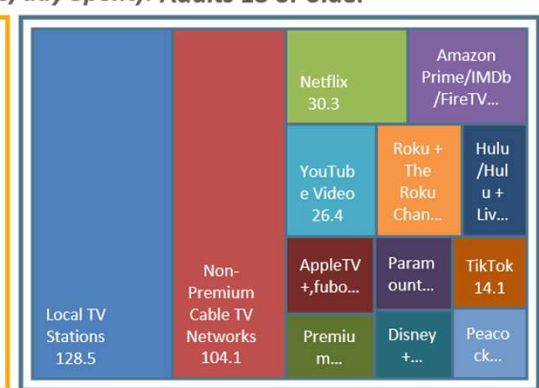 Adults 18 or older
Local TV
Stations
128.5
Non-
Premium
Cable TV
Networks
104.1
Netflix
30.3
Amazon
Prime/IMDb
/FireTV...
YouTub
e Video
26.4
Roku +
The
Roku
Chan...
Hulu
/Hul
u +
Liv...
AppleTV
+,fubo...
Param
ount...
TikTok
14.1
Premiu
m...
Disney
+...
Peaco
ck...